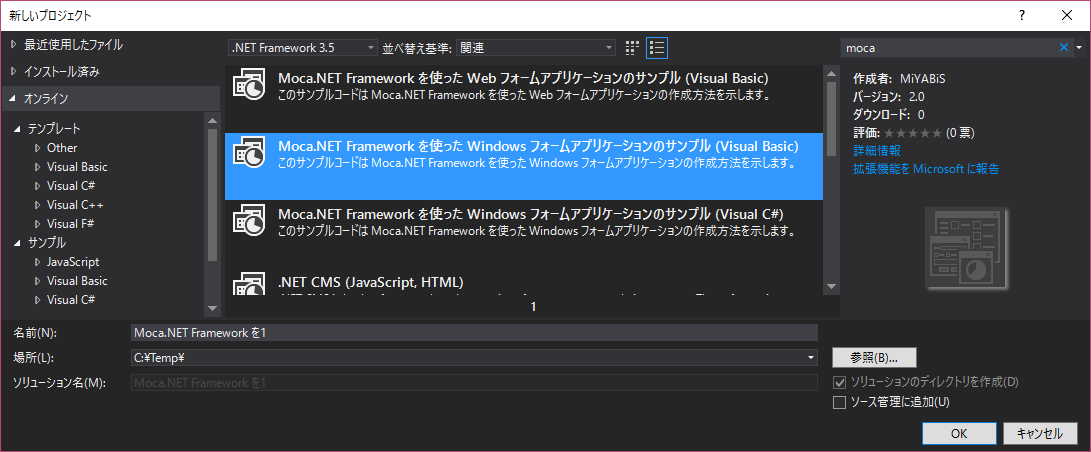 新しいプロジェクト
最近使用したファイル
インストール済み
オンライン
テンプレート
Other
Visual Basic
Visual C#
Visual C++
Visual F#
サンプル
JavaScript
Visual Basic
Visual C#
.NET Framework 3.5
並べ替え基準:
関連
Moca.NET Framework を使った Web フォームアプリケーションのサンプル (Visual Basic)
このサンプルコードは Moca.NET Framework を使った Web フォームアプリケーションの作成方法を示します。
Moca.NET Framework を使った Windows フォームアプリケーションのサンプル (Visual Basic)
このサンプルコードは Moca.NET Framework を使った Windows フォームアプリケーションの作成方法を示します。
Moca.NET Framework を使った Windows フォームアプリケーションのサンプル (Visual C#)
このサンプルコードは Moca.NET Framework を使った Windows フォームアプリケーションの作成方法を示します。
.NET CMS (JavaScript, HTML)
1
moca
作成者: MiYABiS
バージョン: 2.0
ダウンロード: 0
評価: ★★★★★ (0 票)
詳細情報
拡張機能を Microsoft に報告
名前(N):
Moca.NET Framework を1
場所(L):
C:¥Temp¥
参照(B)...
ソリューション名(M):
Moca.NET Framework を1
ソリューションのディレクトリを作成(D)
ソース管理に追加(U)
OK
キャンセル